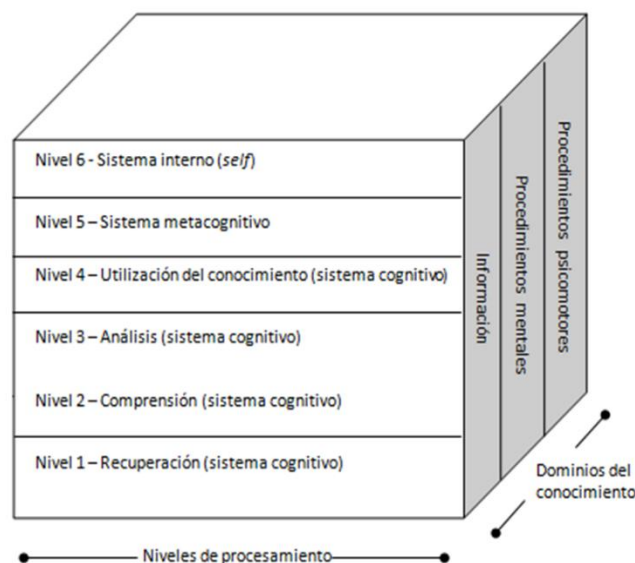 Nivel 6 - Sistema interno (self)
Nivel 5 – Sistema metacognitivo
Nivel 4 – Utilización del conocimiento (sistema cognitivo)
Nivel 3 – Análisis (sistema cognitivo)
Nivel 2 – Comprensión (sistema cognitivo)
Nivel 1 – Recuperación (sistema cognitivo)
Información
Procedimientos mentales
Procedimientos psicomotores
Dominios del
conocimiento
Niveles de procesamiento